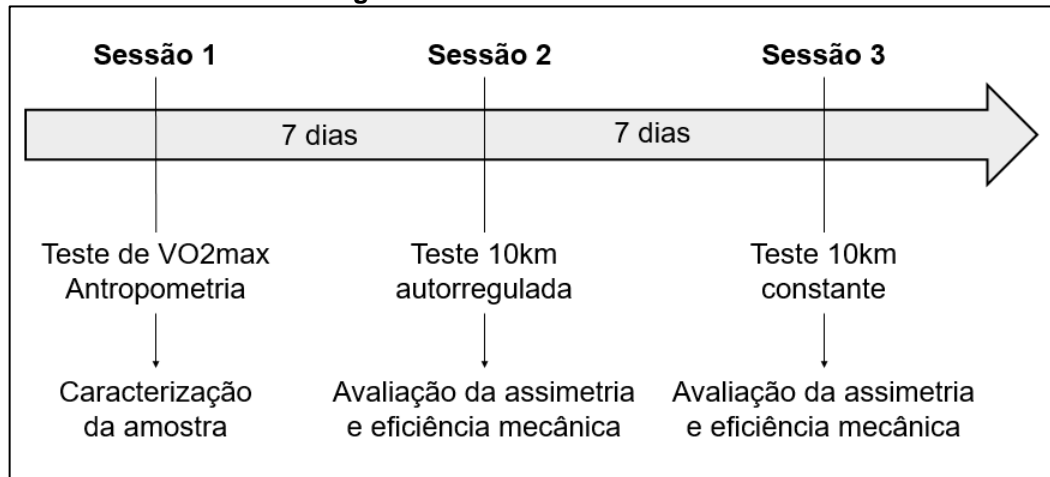 Sessão 1
Sessão 2
Sessão 3
7 dias
7 dias
Teste de VO2max
Antropometria
Teste 10km
autorregulada
Teste 10km
constante
Caracterização
da amostra
Avaliação da assimetria
e eficiência mecânica
Avaliação da assimetria
e eficiência mecânica